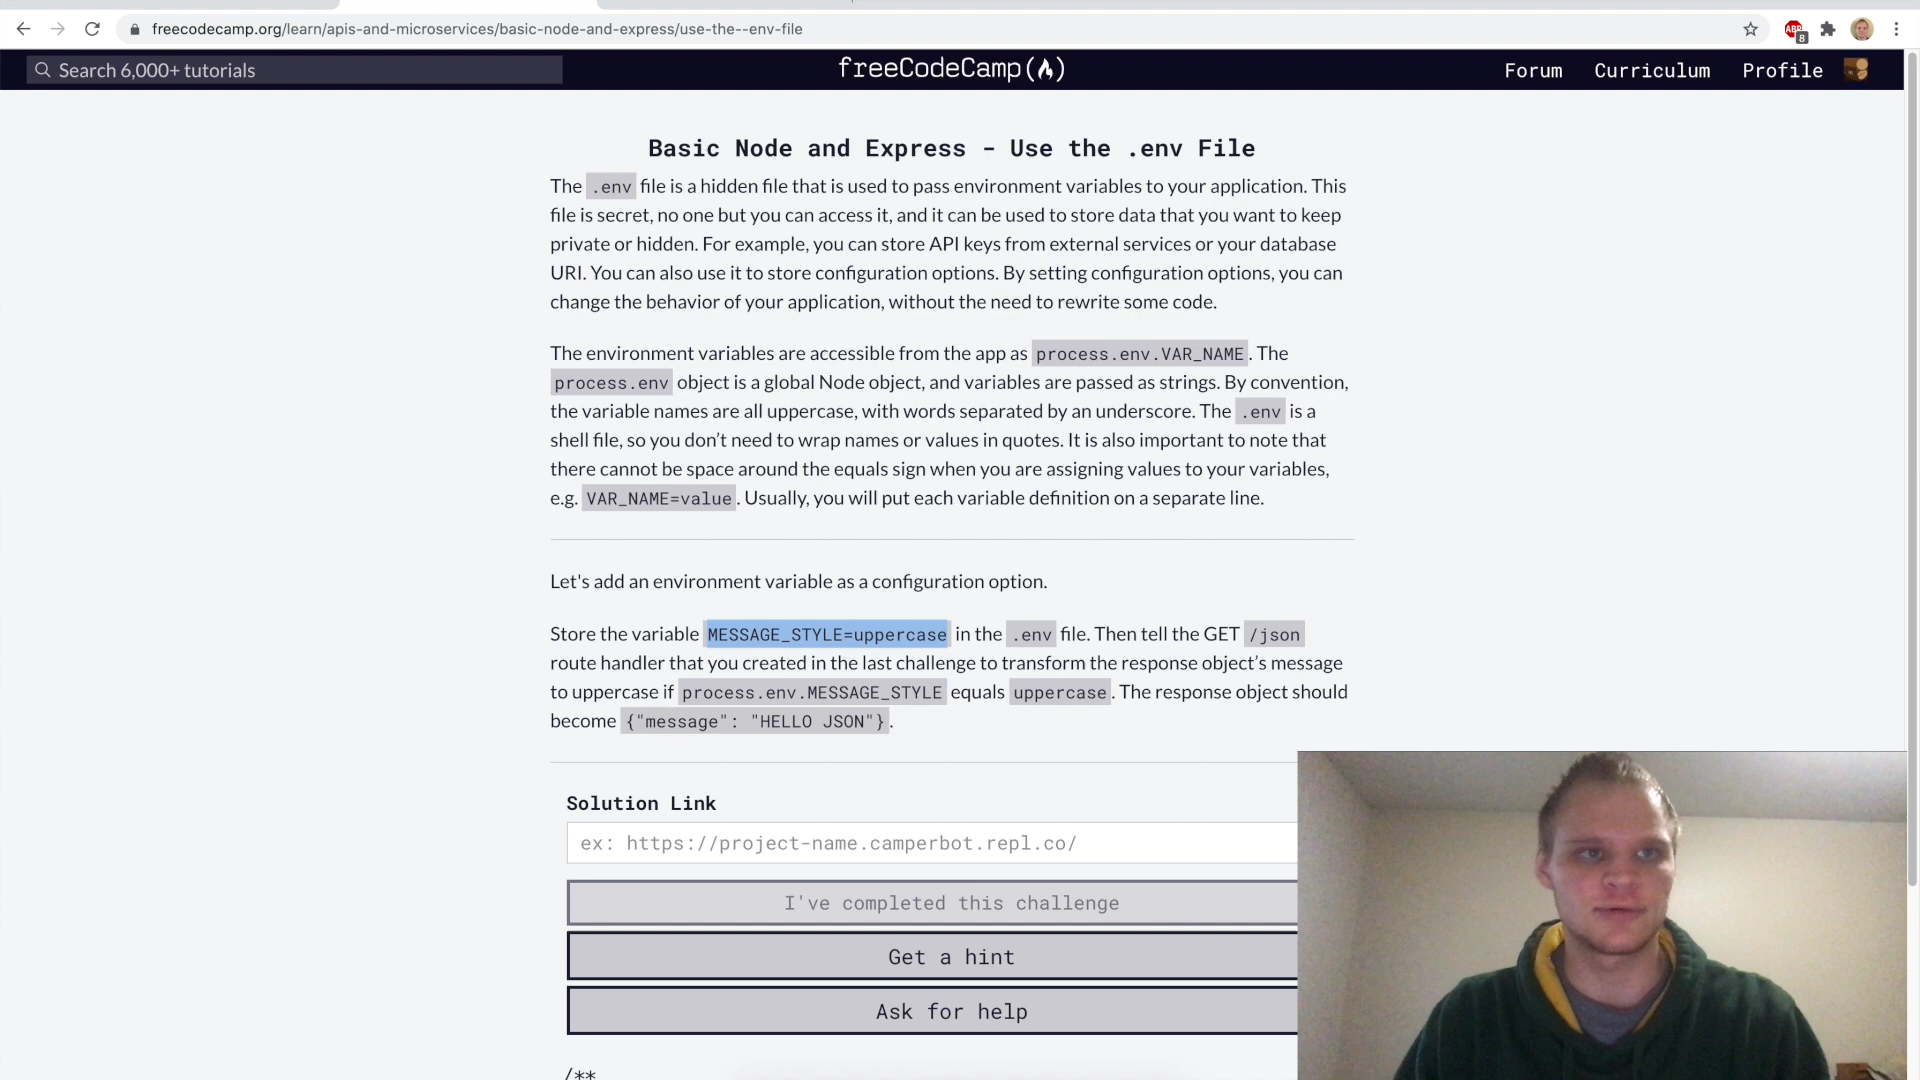 freecodecamp.org/learn/apis-and-microservices/basic-node-and-express/use-the--env-file
ABP
8
Search 6,000+ tutorials
freeCodeCamp(🔥)
Forum
Curriculum
Profile
Basic Node and Express - Use the .env File
The .env file is a hidden file that is used to pass environment variables to your application. This
file is secret, no one but you can access it, and it can be used to store data that you want to keep
private or hidden. For example, you can store API keys from external services or your database
URI. You can also use it to store configuration options. By setting configuration options, you can
change the behavior of your application, without the need to rewrite some code.
The environment variables are accessible from the app as process.env.VAR_NAME. The
process.env object is a global Node object, and variables are passed as strings. By convention,
the variable names are all uppercase, with words separated by an underscore. The .env is a
shell file, so you don’t need to wrap names or values in quotes. It is also important to note that
there cannot be space around the equals sign when you are assigning values to your variables,
e.g. VAR_NAME=value. Usually, you will put each variable definition on a separate line.
Let's add an environment variable as a configuration option.
Store the variable MESSAGE_STYLE=uppercase in the .env file. Then tell the GET /json
route handler that you created in the last challenge to transform the response object’s message
to uppercase if process.env.MESSAGE_STYLE equals uppercase. The response object should
become {"message": "HELLO JSON"}.
Solution Link
ex: https://project-name.camperbot.repl.co/
I've completed this challenge
Get a hint
Ask for help
/**